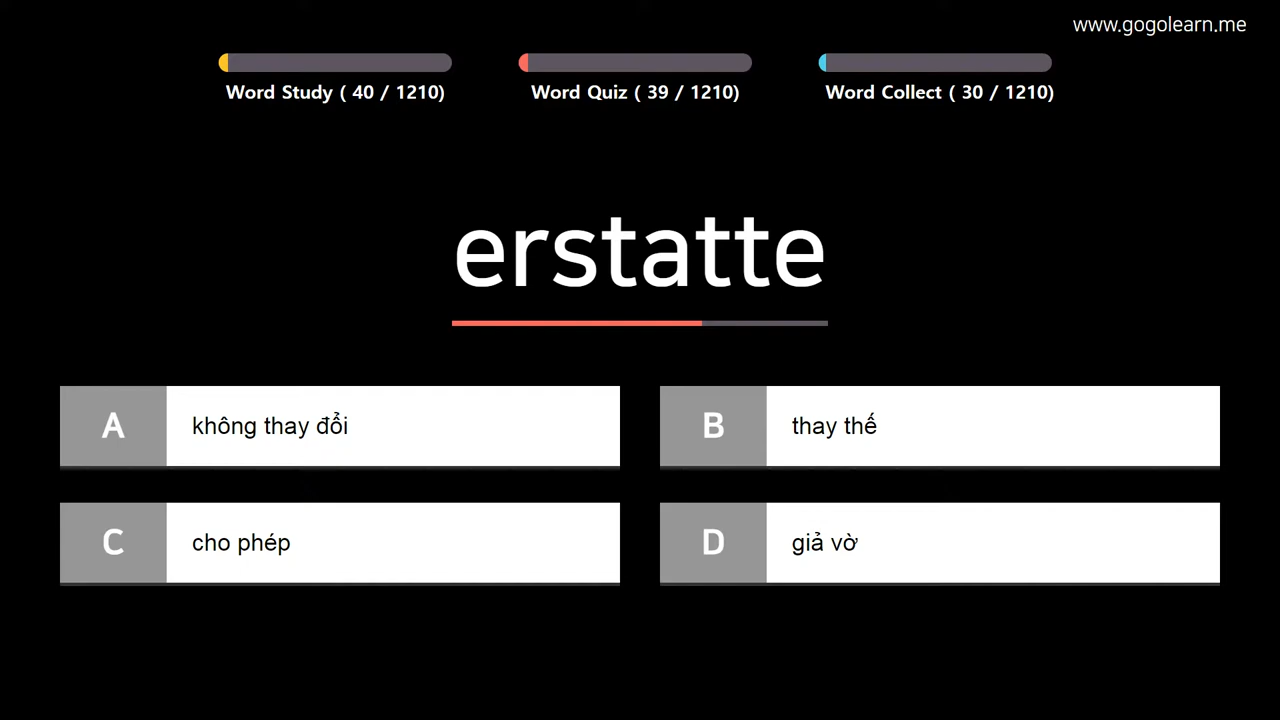 www.gogolearn.me
Word Study ( 40 / 1210)
Word Quiz ( 39 / 1210)
Word Collect ( 30 / 1210)
erstatte
A
không thay đổi
B
thay thế
C
cho phép
D
giả vờ